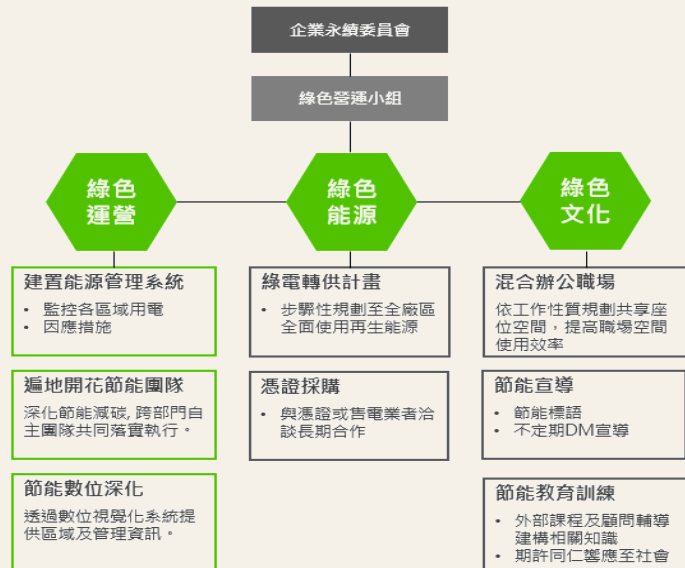 企業永續委員會
綠色營運小組
綠色
運營
綠色
能源
綠色
文化
建置能源管理系統
• 監控各區域用電
• 因應措施
遍地開花節能團隊
深化節能減碳, 跨部門自
主團隊共同落實執行。
節能數位深化
透過數位視覺化系統提
供區域及管理資訊。
綠電轉供計畫
• 步驟性規劃至全廠區
全面使用再生能源
憑證採購
• 與憑證或售電業者洽
談長期合作
混合辦公職場
依工作性質規劃共享座
位空間，提高職場空間
使用效率
節能宣導
• 節能標語
• 不定期DM宣導
節能教育訓練
• 外部課程及顧問輔導
建構相關知識
• 期許同仁響應至社會